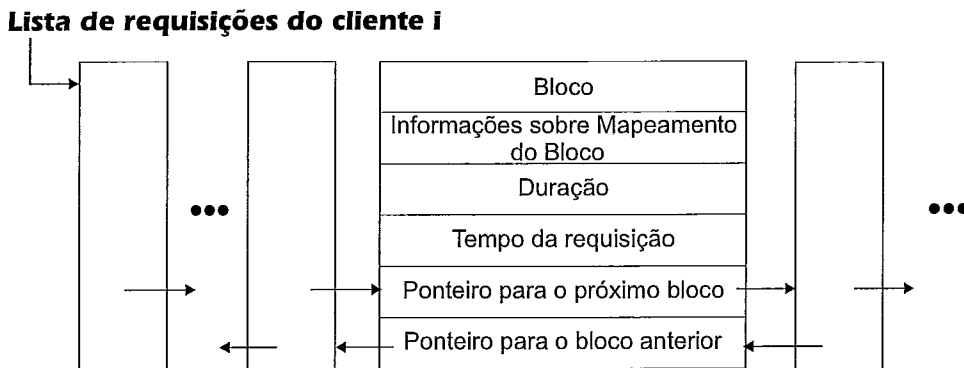 Lista de requisições do cliente i
Bloco
Informações sobre Mapeamento
do Bloco
Duração
Tempo da requisição
Ponteiro para o próximo bloco
Ponteiro para o bloco anterior